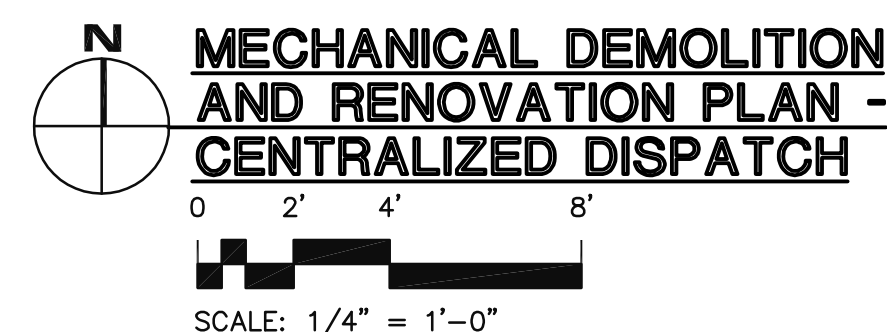 N
MECHANICAL DEMOLITION
AND RENOVATION PLAN -
CENTRALIZED DISPATCH
0 2' 4' 8'
SCALE: 1/4" = 1'-0"